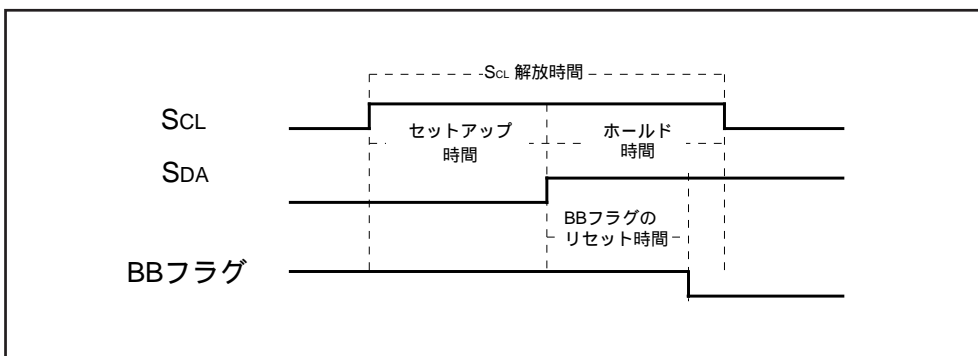 SCL 解放時間
SCL
セットアップ
時間
ホールド
時間
SDA
BBフラグの
リセット時間
BBフラグ